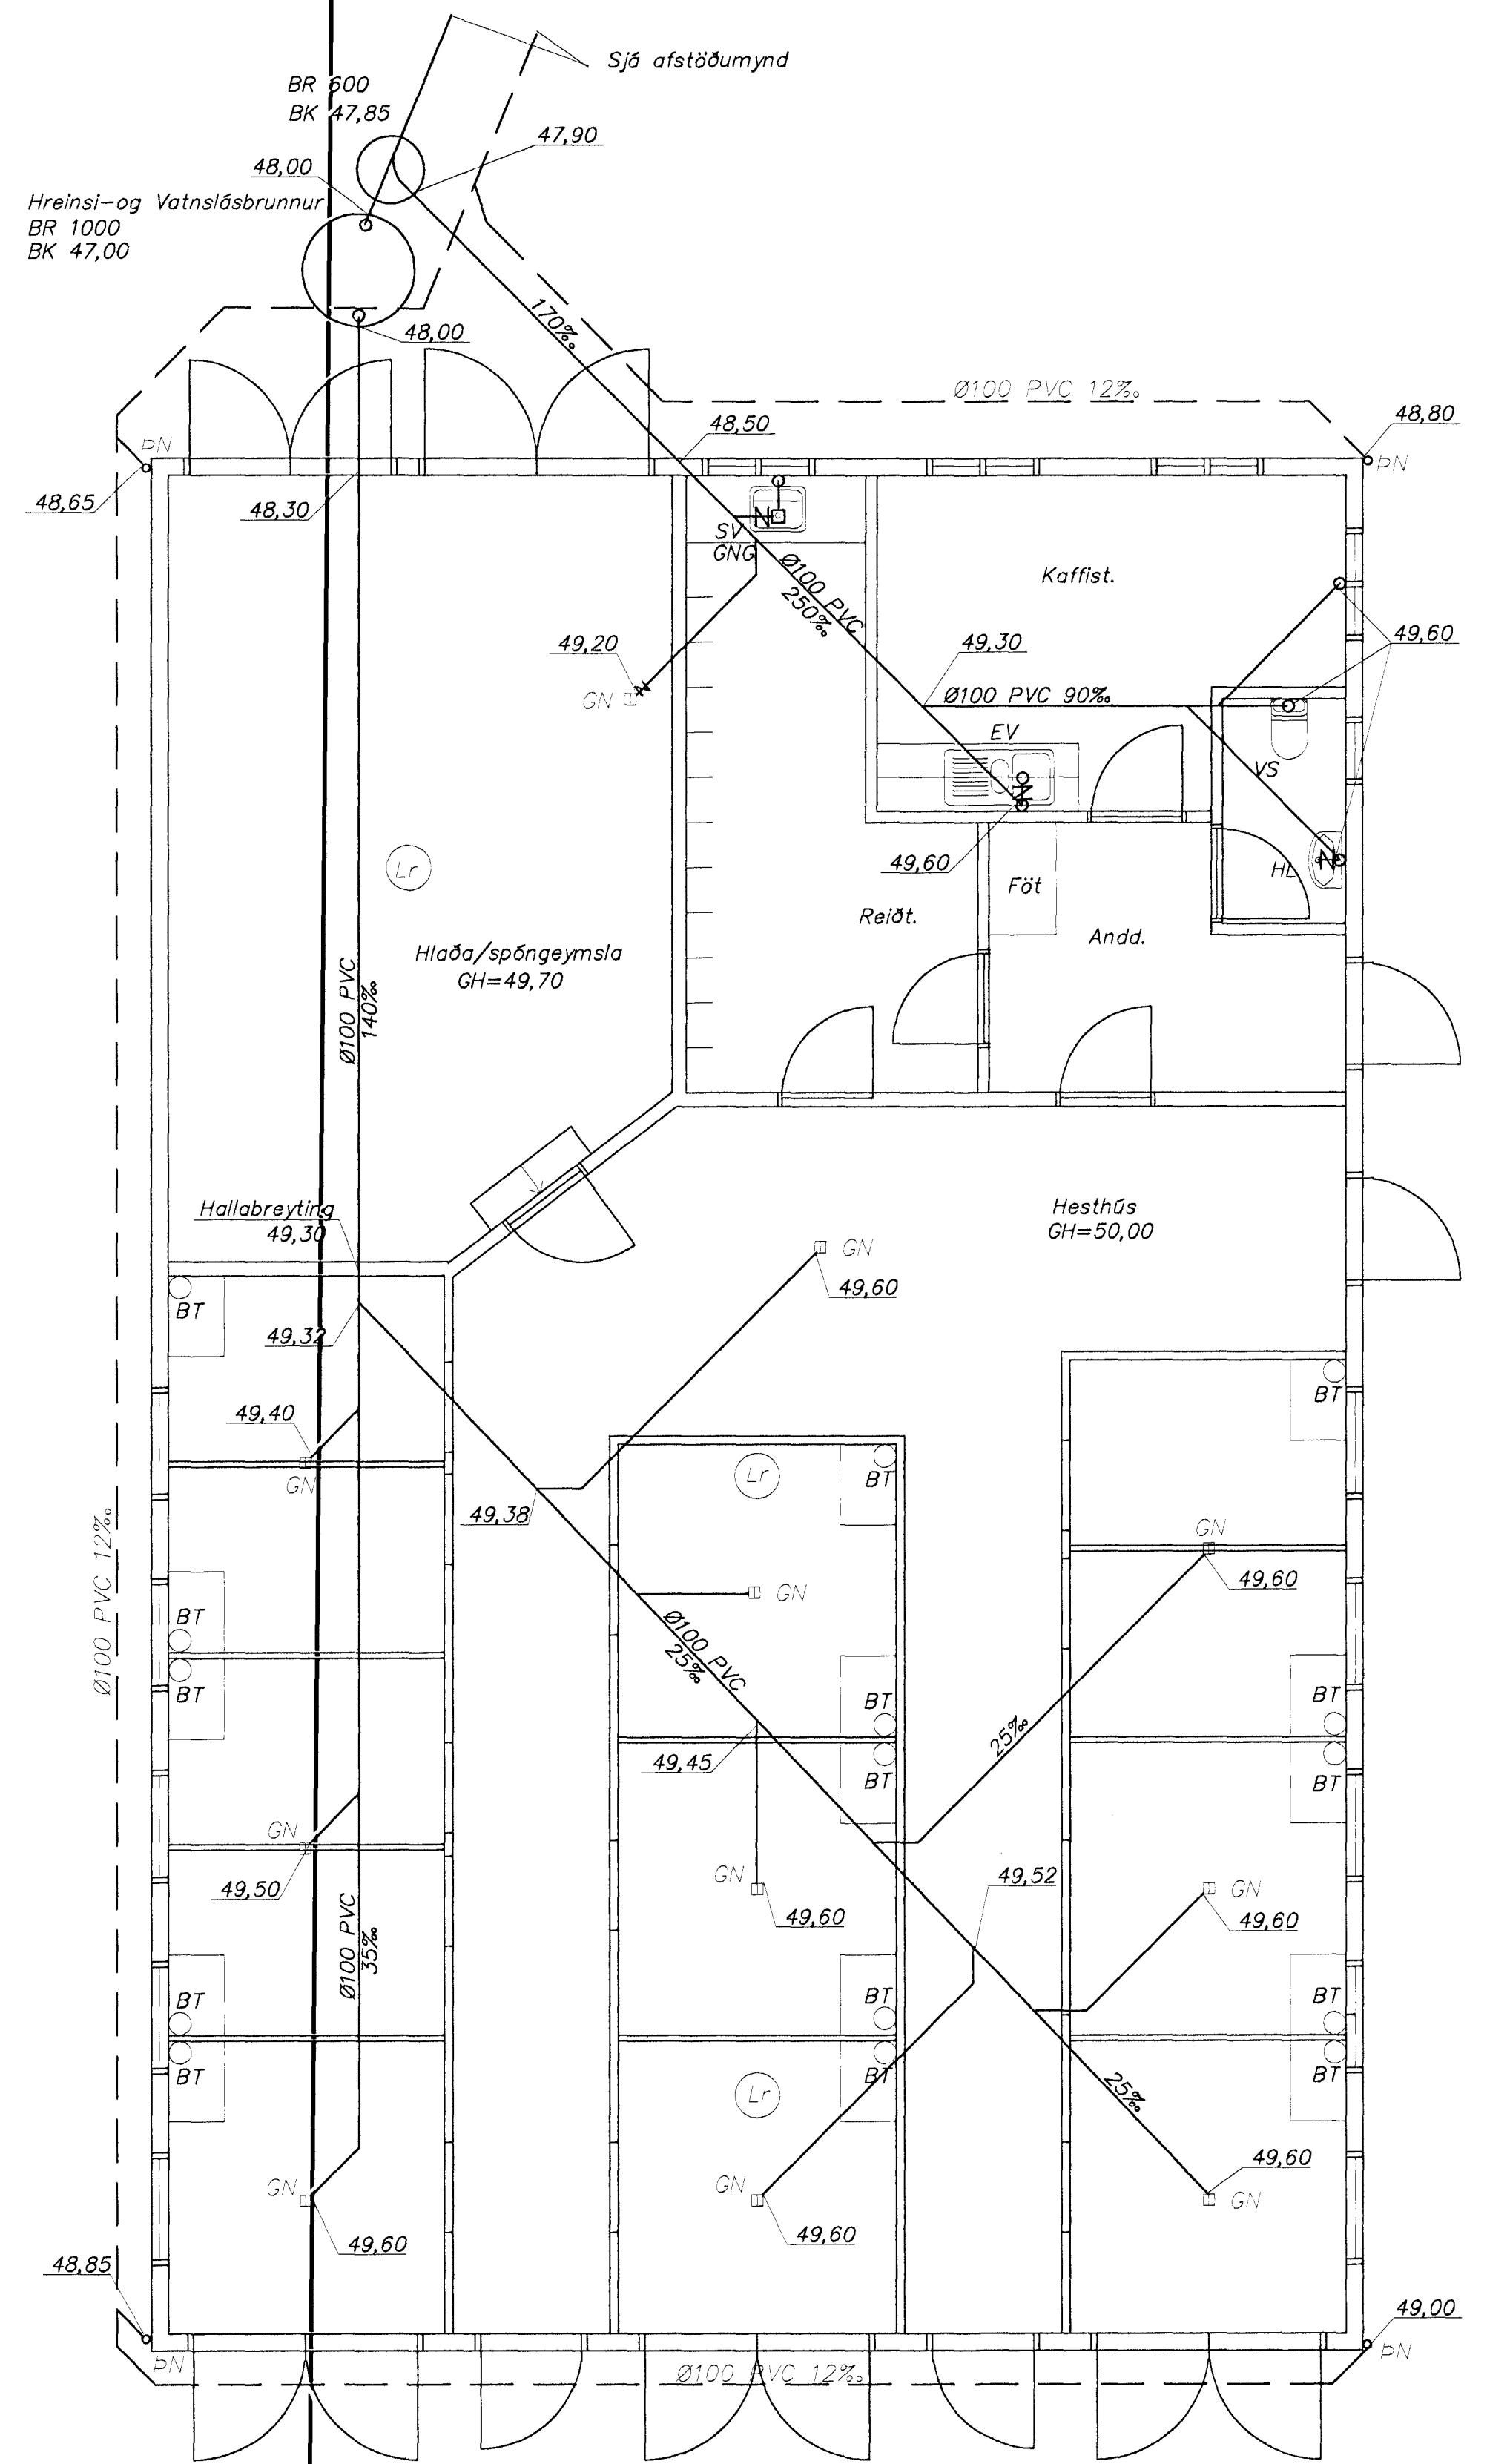 Sjá afstöðumynd
BR 600
BK 47,85
47,90
48,00
Hreinsi-og Vatnslásbrunnur
BR 1000
BK 47,00
48,00
170‰
Ø100 PVC 12‰
48,80
ÞN
48,50
ÞN
48,65
48,30
SV
GNG
Ø100 PVC
250‰
Kaffist.
49,20
GN
49,30
49,60
Ø100 PVC 90‰
EV
VS
49,60
HL
Föt
Reiðt.
Andd.
Lr
Hlaða/spóngeymsla
GH=49,70
Ø100 PVC
140‰
Hallabreyting
49,30
Hesthús
GH=50,00
GN
49,60
BT
49,32
BT
49,40
GN
Lr
BT
49,38
GN
49,60
GN
Ø100 PVC 12‰
BT
BT
Ø100 PVC
25‰
BT
BT
25‰
BT
BT
49,45
GN
49,50
GN
49,60
49,52
GN
49,60
Ø100 PVC
35‰
BT
BT
BT
BT
BT
BT
Lr
25‰
GN
49,60
GN
49,60
49,60
GN
48,85
ÞN
49,00
ÞN
Ø100 PVC 12‰